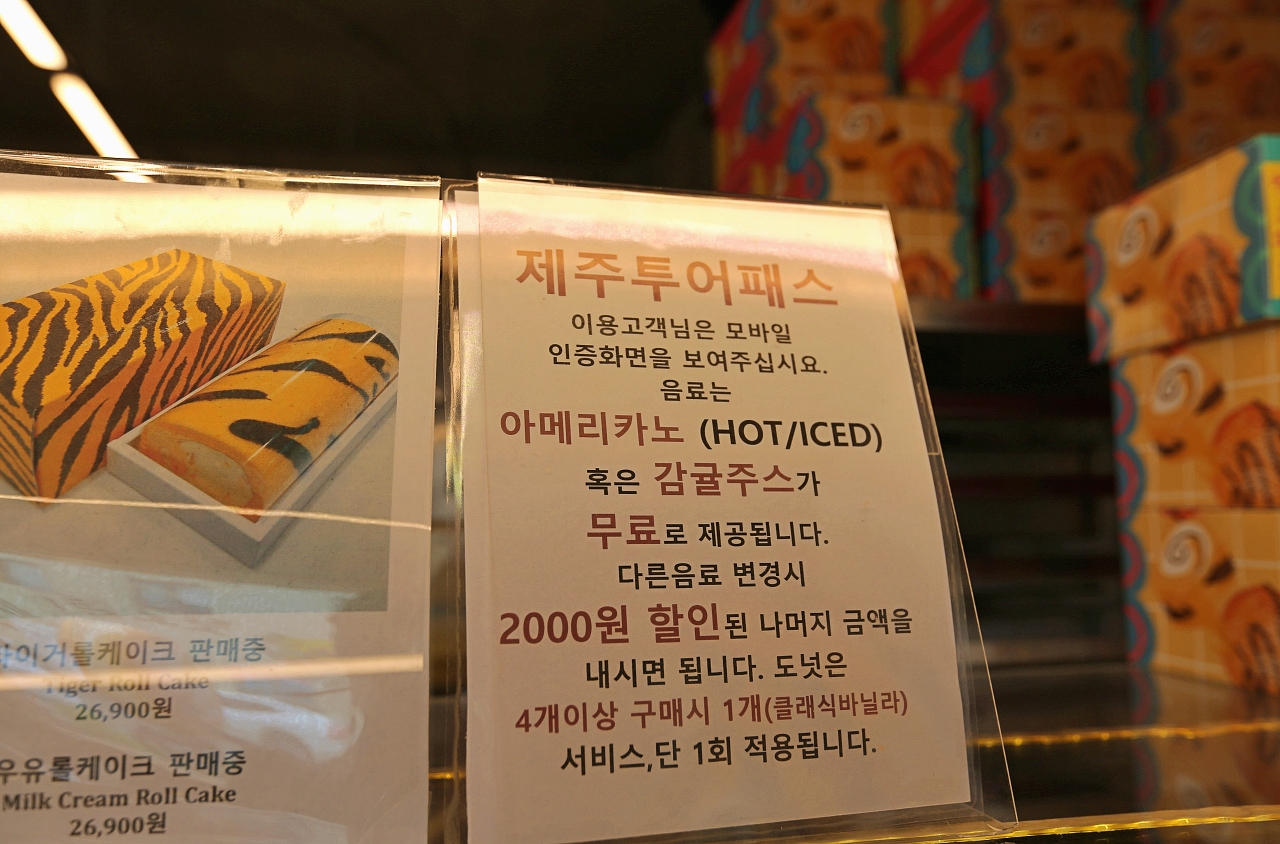 타이거롤케이크 판매중
Tiger Roll Cake
26,900원
우유롤케이크 판매중
Milk Cream Roll Cake
26,900원
제주투어패스
이용고객님은 모바일
인증화면을 보여주십시요.
음료는
아메리카노 (HOT/ICED)
혹은 감귤주스가
무료로 제공됩니다.
다른음료 변경시
2000원 할인된 나머지 금액을
내시면 됩니다. 도넛은
4개이상 구매시 1개(클래식바닐라)
서비스,단 1회 적용됩니다.